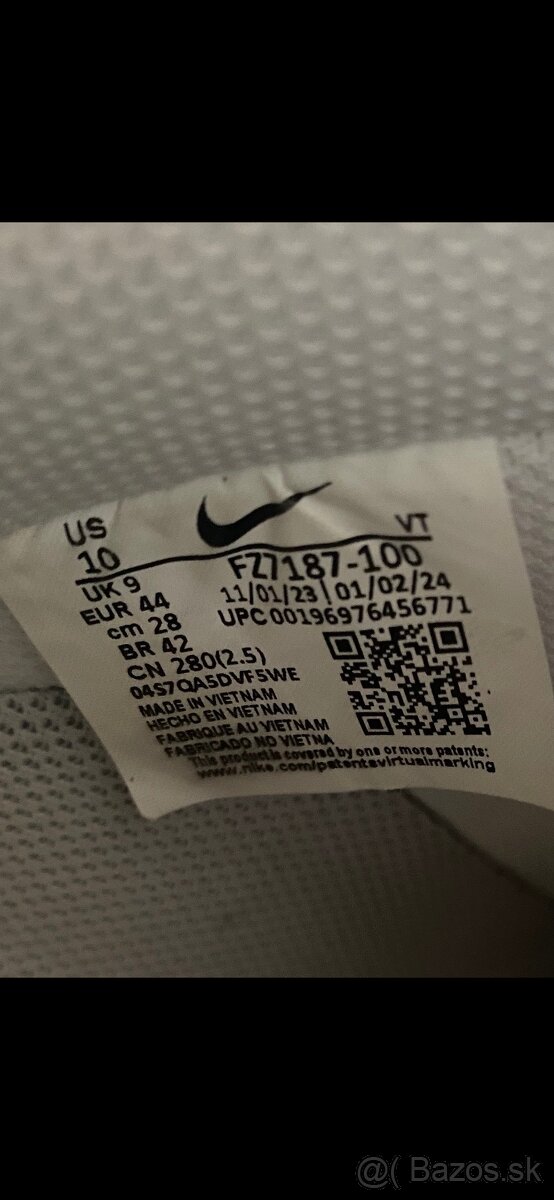 US
10
VT
UK 9
FZ7187-100
EUR 44
11/01/23 | 01/02/24
cm 28
UPC 00196976456771
BR 42
CN 280(2.5)
04S7QA5DVF5WE
MADE IN VIETNAM
HECHO EN VIETNAM
FABRIQUE AU VIETNAM
FABRICADO NO VIETNA
This product is covered by one or more patents:
www.nike.com/patentsvirtualmarking
@( Bazos.sk